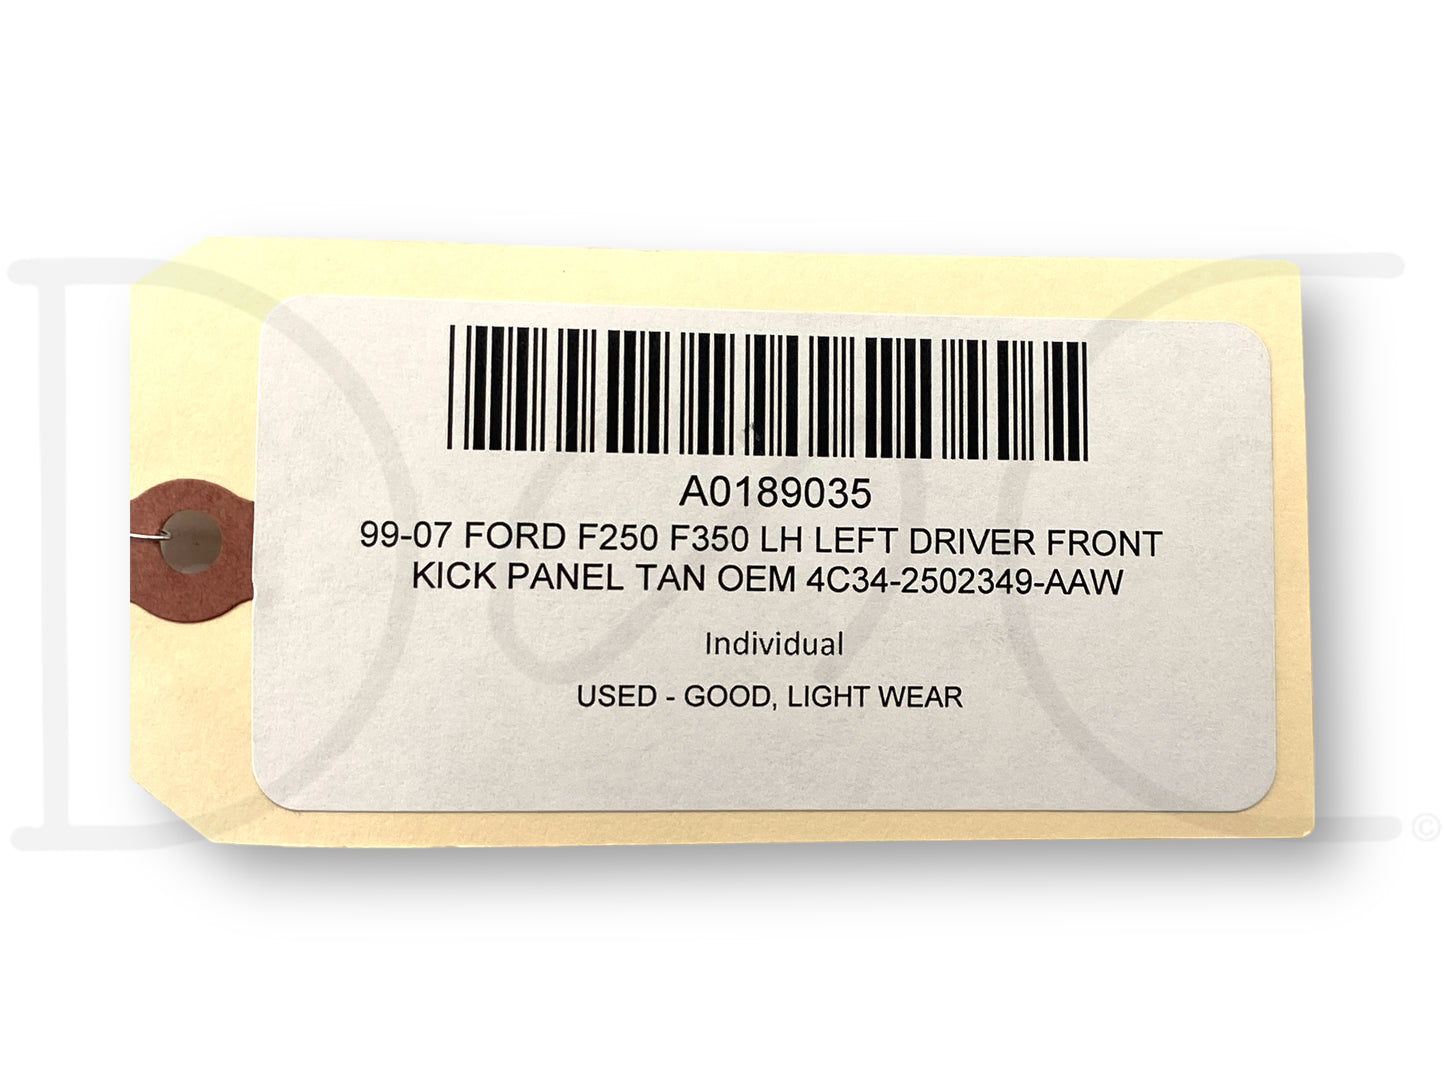 A0189035
99-07 FORD F250 F350 LH LEFT DRIVER FRONT
KICK PANEL TAN OEM 4C34-2502349-AAW
Individual
USED - GOOD, LIGHT WEAR
©